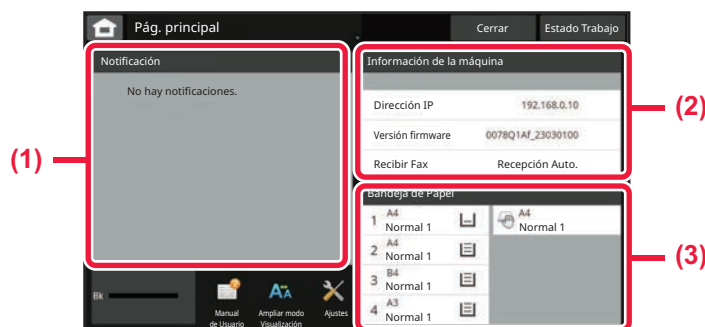 Pág. principal
Cerrar
Estado Trabajo
Notificación
No hay notificaciones.
(1)
Información de la máquina
Dirección IP 192.168.0.10
Versión firmware 0078Q1Af_23030100
Recibir Fax Recepción Auto.
(2)
Bandeja de Papel
1 A4
Normal 1
2 A4
Normal 1
3 B4
Normal 1
4 A3
Normal 1
A4
Normal 1
(3)
Bk
Manual
de Usuario
Ampliar modo
Visualización
Ajustes